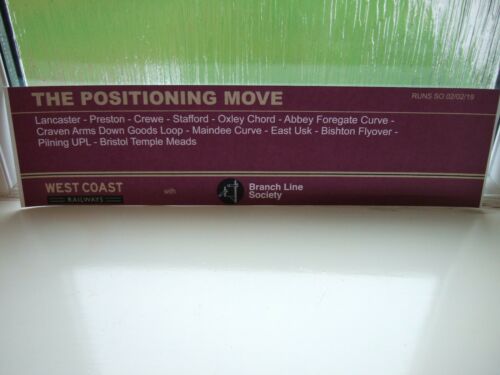 THE POSITIONING MOVE
RUNS SO 02/02/19
Lancaster - Preston - Crewe - Stafford - Oxley Chord - Abbey Foregate Curve -
Craven Arms Down Goods Loop - Maindee Curve - East Usk - Bishton Flyover -
Pilning UPL - Bristol Temple Meads
WEST COAST
RAILWAYS
with
Branch Line
Society